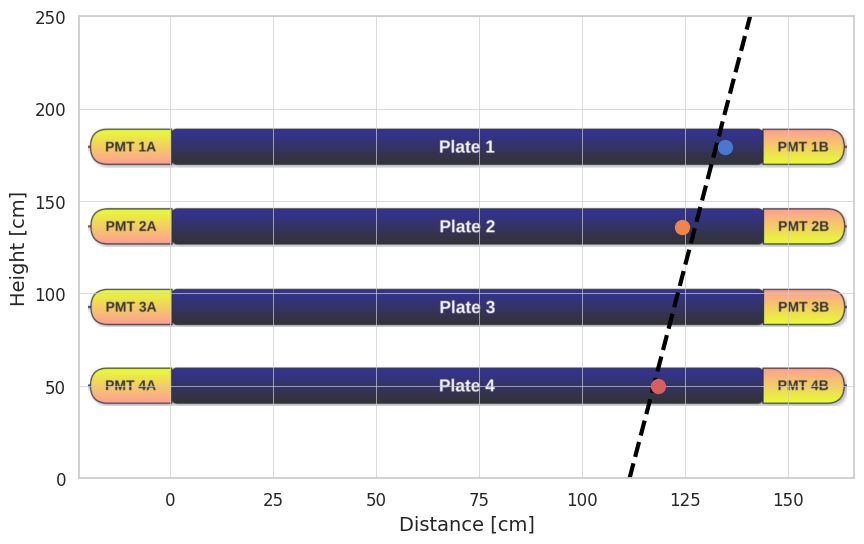 250
200
150
100
50
0
Height [cm]
PMT 1A Plate 1 PMT 1B
PMT 2A Plate 2 PMT 2B
PMT 3A Plate 3 PMT 3B
PMT 4A Plate 4 PMT 4B
0 25 50 75 100 125 150
Distance [cm]